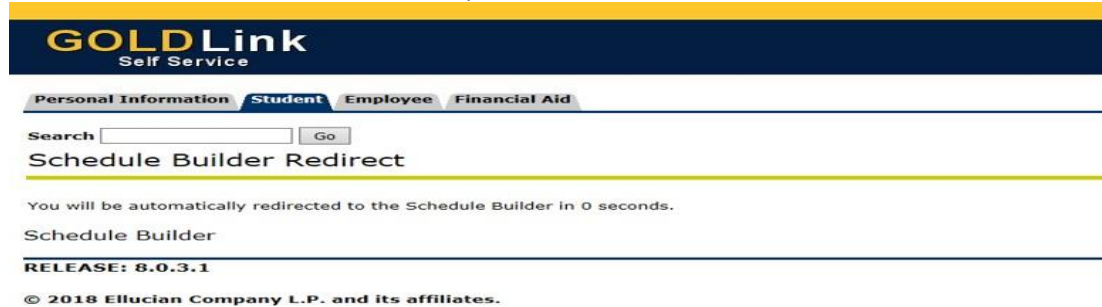 GOLDLink
Self Service
Personal Information Student Employee Financial Aid
Search Go
Schedule Builder Redirect
You will be automatically redirected to the Schedule Builder in 0 seconds.
Schedule Builder
RELEASE: 8.0.3.1
© 2018 Ellucian Company L.P. and its affiliates.